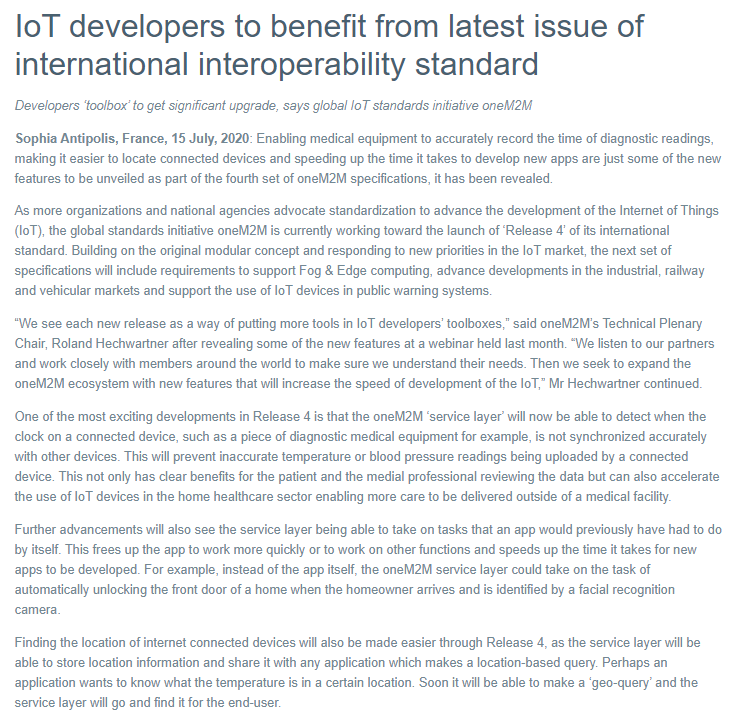 IoT developers to benefit from latest issue of
international interoperability standard
Developers 'toolbox' to get significant upgrade, says global IoT standards initiative oneM2M
Sophia Antipolis, France, 15 July, 2020: Enabling medical equipment to accurately record the time of diagnostic readings,
making it easier to locate connected devices and speeding up the time it takes to develop new apps are just some of the new
features to be unveiled as part of the fourth set of oneM2M specifications, it has been revealed.
As more organizations and national agencies advocate standardization to advance the development of the Internet of Things
(IoT), the global standards initiative oneM2M is currently working toward the launch of ‘Release 4’ of its international
standard. Building on the original modular concept and responding to new priorities in the IoT market, the next set of
specifications will include requirements to support Fog & Edge computing, advance developments in the industrial, railway
and vehicular markets and support the use of IoT devices in public warning systems.
“We see each new release as a way of putting more tools in IoT developers’ toolboxes,” said oneM2M’s Technical Plenary
Chair, Roland Hechwartner after revealing some of the new features at a webinar held last month. “We listen to our partners
and work closely with members around the world to make sure we understand their needs. Then we seek to expand the
oneM2M ecosystem with new features that will increase the speed of development of the IoT,” Mr Hechwartner continued.
One of the most exciting developments in Release 4 is that the oneM2M ‘service layer’ will now be able to detect when the
clock on a connected device, such as a piece of diagnostic medical equipment for example, is not synchronized accurately
with other devices. This will prevent inaccurate temperature or blood pressure readings being uploaded by a connected
device. This not only has clear benefits for the patient and the medial professional reviewing the data but can also accelerate
the use of IoT devices in the home healthcare sector enabling more care to be delivered outside of a medical facility.
Further advancements will also see the service layer being able to take on tasks that an app would previously have had to do
by itself. This frees up the app to work more quickly or to work on other functions and speeds up the time it takes for new
apps to be developed. For example, instead of the app itself, the oneM2M service layer could take on the task of
automatically unlocking the front door of a home when the homeowner arrives and is identified by a facial recognition
camera.
Finding the location of internet connected devices will also be made easier through Release 4, as the service layer will be
able to store location information and share it with any application which makes a location-based query. Perhaps an
application wants to know what the temperature is in a certain location. Soon it will be able to make a ‘geo-query’ and the
service layer will go and find it for the end-user.